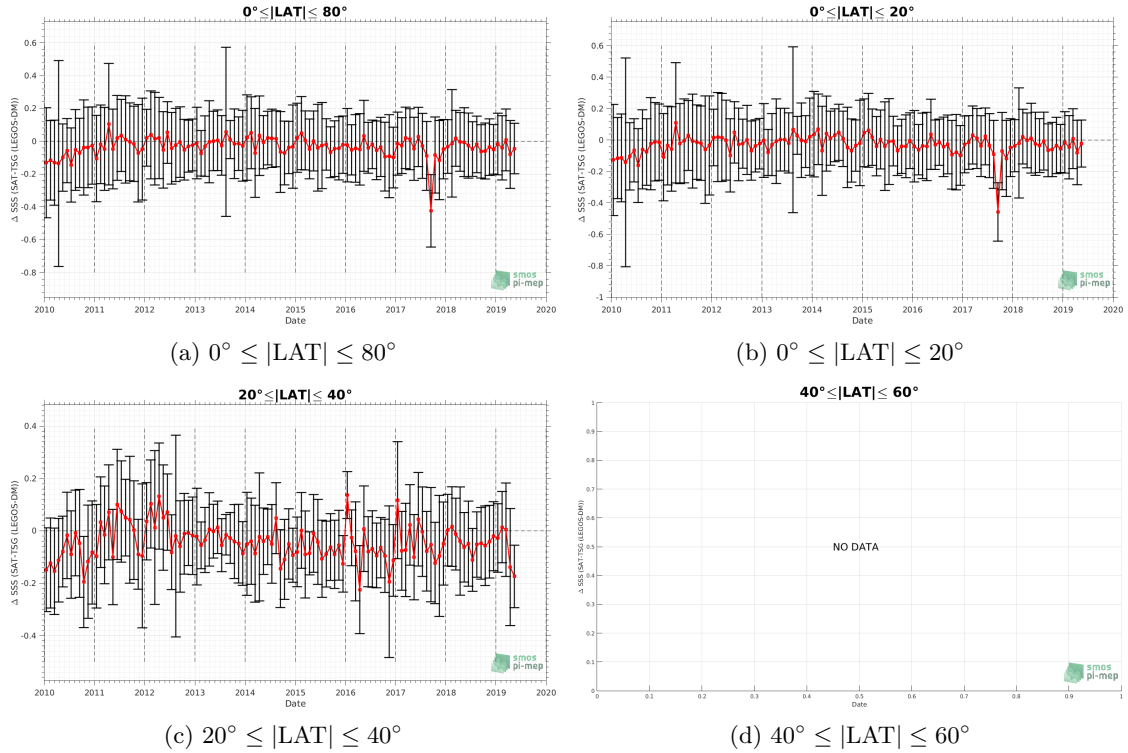 0°≤|LAT|≤ 80°
Δ SSS (SAT-TSG (LEGOS-DM))
0.6
0.4
0.2
0
-0.2
-0.4
-0.6
-0.8
2010 2011 2012 2013 2014 2015 2016 2017 2018 2019 2020
Date
smos
pi-mep
(a) 0° ≤ |LAT| ≤ 80°
0°≤|LAT|≤ 20°
Δ SSS (SAT-TSG (LEGOS-DM))
0.6
0.4
0.2
0
-0.2
-0.4
-0.6
-0.8
-1
2010 2011 2012 2013 2014 2015 2016 2017 2018 2019 2020
Date
smos
pi-mep
(b) 0° ≤ |LAT| ≤ 20°
20°≤|LAT|≤ 40°
Δ SSS (SAT-TSG (LEGOS-DM))
0.4
0.2
0
-0.2
-0.4
2010 2011 2012 2013 2014 2015 2016 2017 2018 2019 2020
Date
smos
pi-mep
(c) 20° ≤ |LAT| ≤ 40°
40°≤|LAT|≤ 60°
Δ SSS (SAT-TSG (LEGOS-DM))
1
0.9
0.8
0.7
0.6
0.5
0.4
0.3
0.2
0.1
0
NO DATA
0 0.1 0.2 0.3 0.4 0.5 0.6 0.7 0.8 0.9 1
Date
smos
pi-mep
(d) 40° ≤ |LAT| ≤ 60°